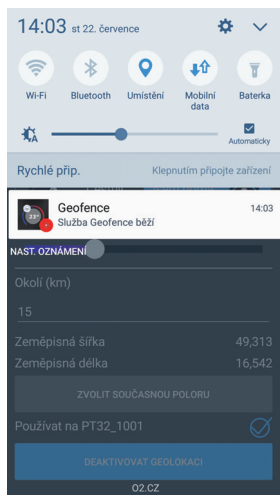 14:03 st 22. července
Wi-Fi Bluetooth Umístění Mobilní data Baterka
Automaticky
Rychlé přip. Klepnutím připojte zařízení
23°
Geofence 14:03
Služba Geofence běží
NAST. OZNÁMENÍ
Okolí (km)
15
Zeměpisná šířka 49,313
Zeměpisná délka 16,542
ZVOLIT SOUČASNOU POLORU
Používat na PT32_1001
DEAKTIVOVAT GEOLOKACI
O2.CZ